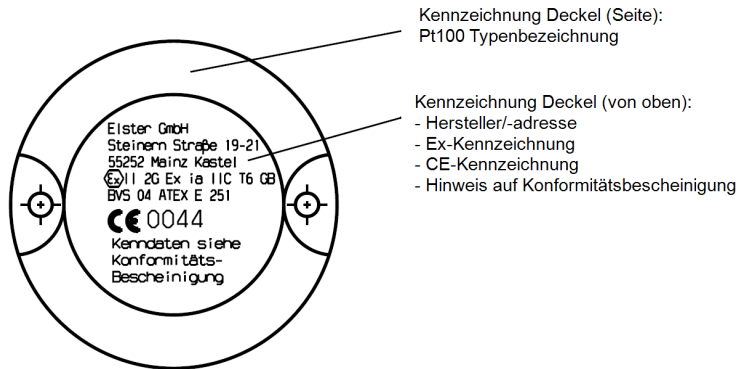 Kennzeichnung Deckel (Seite):
Pt100 Typenbezeichnung
Kennzeichnung Deckel (von oben):
- Hersteller/-adresse
- Ex-Kennzeichnung
- CE-Kennzeichnung
- Hinweis auf Konformitätsbescheinigung
Elster GmbH
Steinern Straße 19-21
55252 Mainz Kastel
Ex II 2G Ex ia IIC T6 GB
BVS 04 ATEX E 251
CE 0044
Kenndaten siehe
Konformitäts-
Bescheinigung